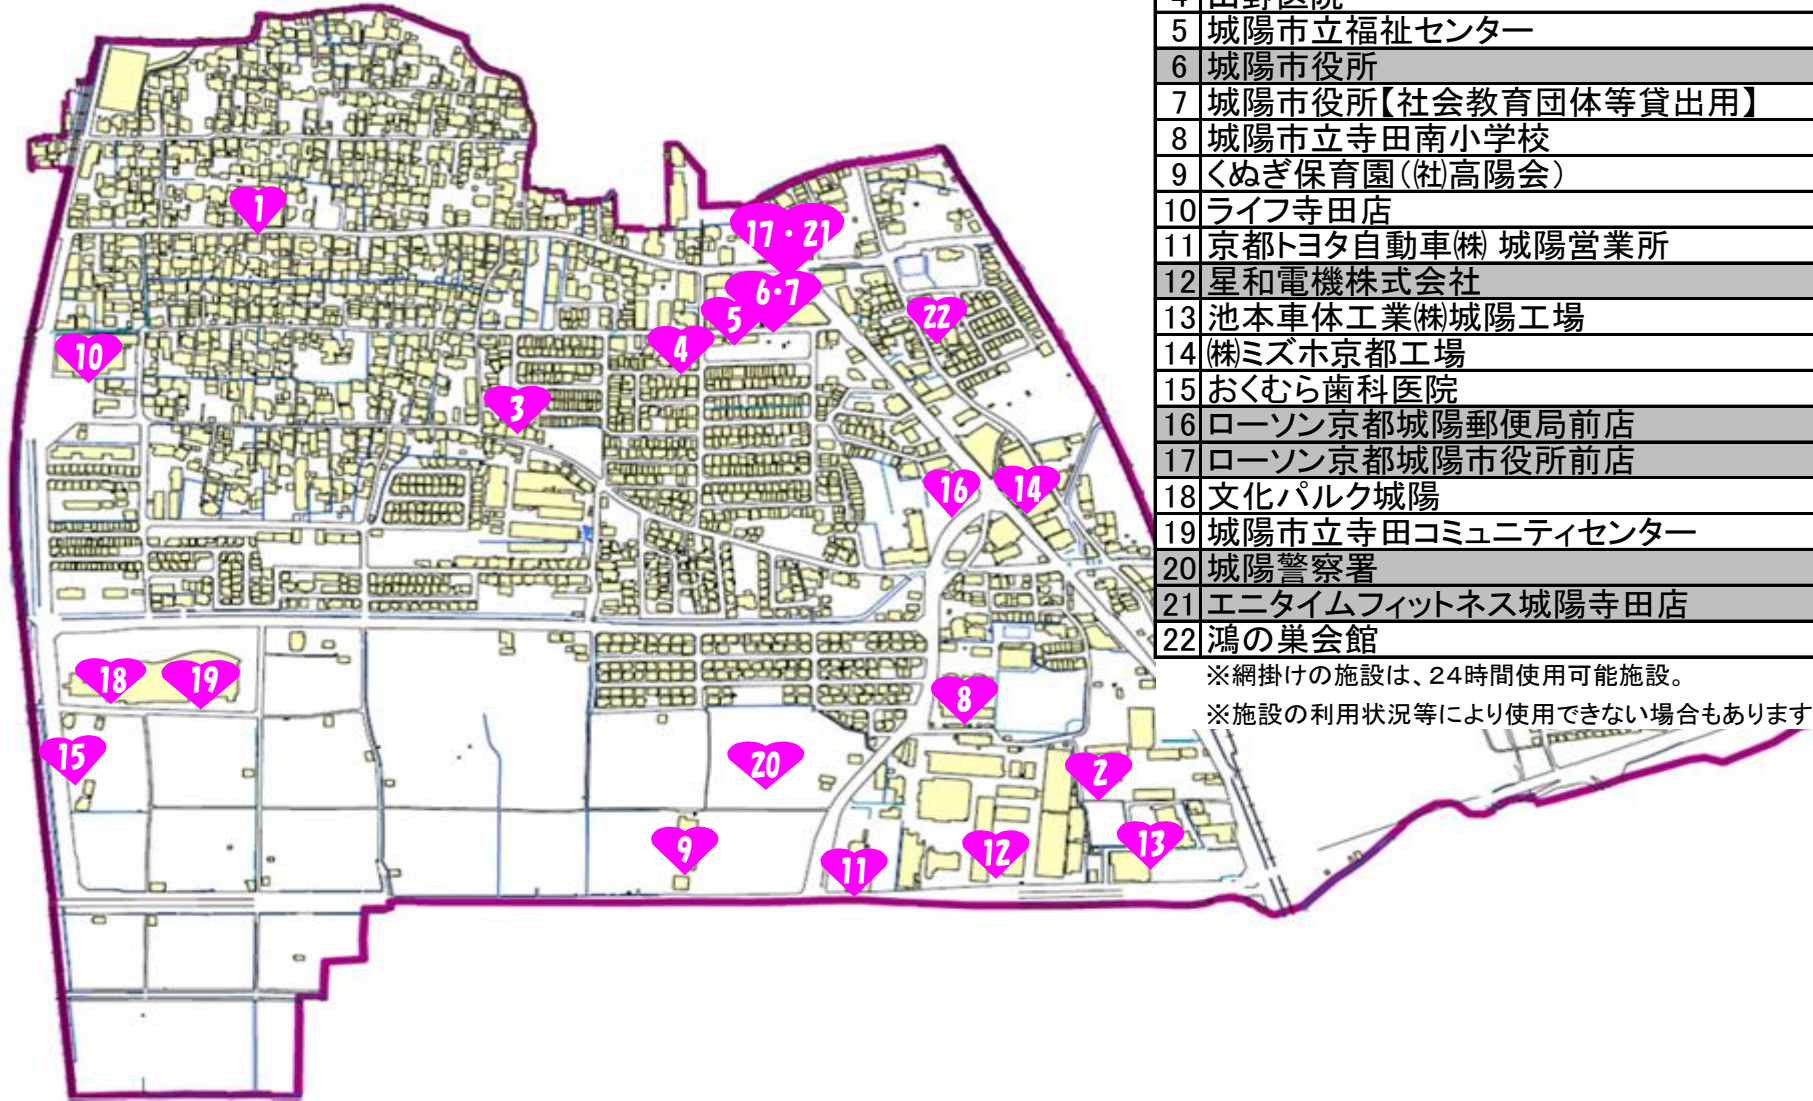 5 城陽市立福祉センター
6 城陽市役所
7 城陽市役所【社会教育団体等貸出用】
8 城陽市立寺田南小学校
9 くぬぎ保育園(㈳高陽会)
10 ライフ寺田店
11 京都トヨタ自動車㈱ 城陽営業所
12 星和電機株式会社
13 池本車体工業㈱城陽工場
14 ㈱ミズホ京都工場
15 おくむら歯科医院
16 ローソン京都城陽郵便局前店
17 ローソン京都城陽市役所前店
18 文化パルク城陽
19 城陽市立寺田コミュニティセンター
20 城陽警察署
21 エニタイムフィットネス城陽寺田店
22 鴻の巣会館
※網掛けの施設は、24時間使用可能施設。
※施設の利用状況等により使用できない場合もあります
1
17・21
6・7
5
22
4
10
3
16
14
18
19
8
15
20
2
9
11
12
13